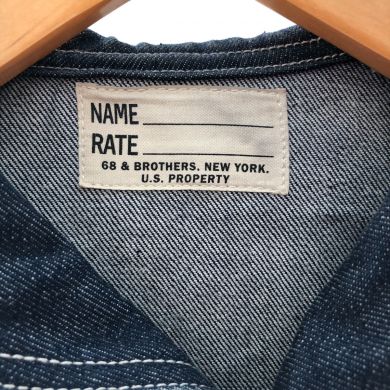 NAME
RATE
68 & BROTHERS. NEW YORK.
U.S. PROPERTY